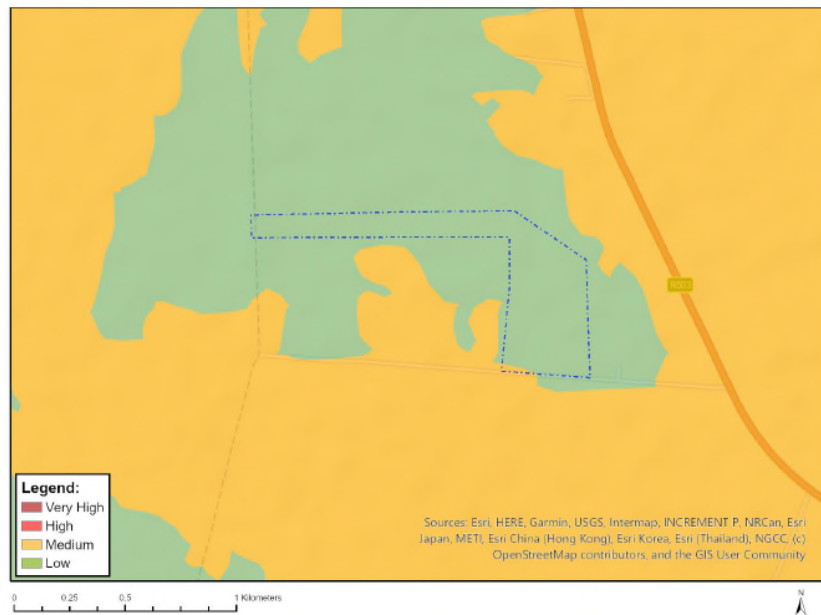 R503
Legend:
Very High
High
Medium
Low
Sources: Esri, HERE, Garmin, USGS, Intermap, INCREMENT P, NRCan, Esri
Japan, METI, Esri China (Hong Kong), Esri Korea, Esri (Thailand), NGCC, (c)
OpenStreetMap contributors, and the GIS User Community
0 0.25 0.5 1 Kilometers
N